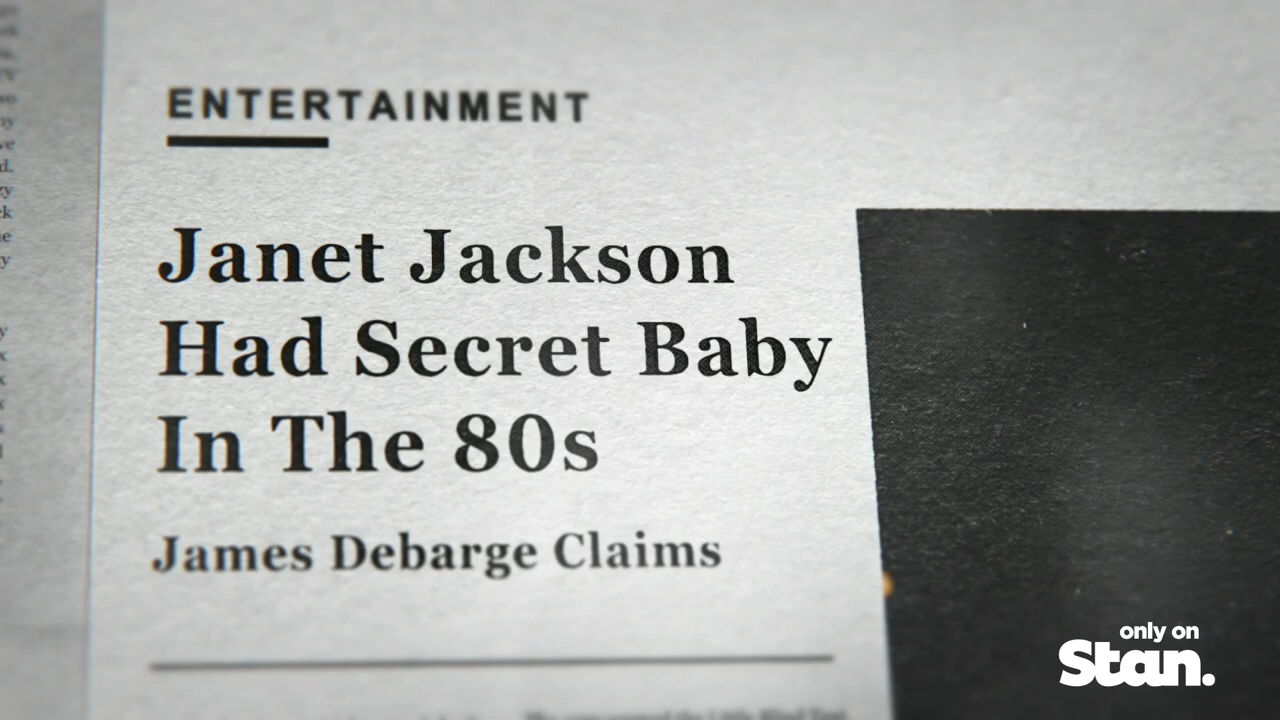 ENTERTAINMENT
Janet Jackson
Had Secret Baby
In The 80s
James Debarge Claims
only on
Stan.